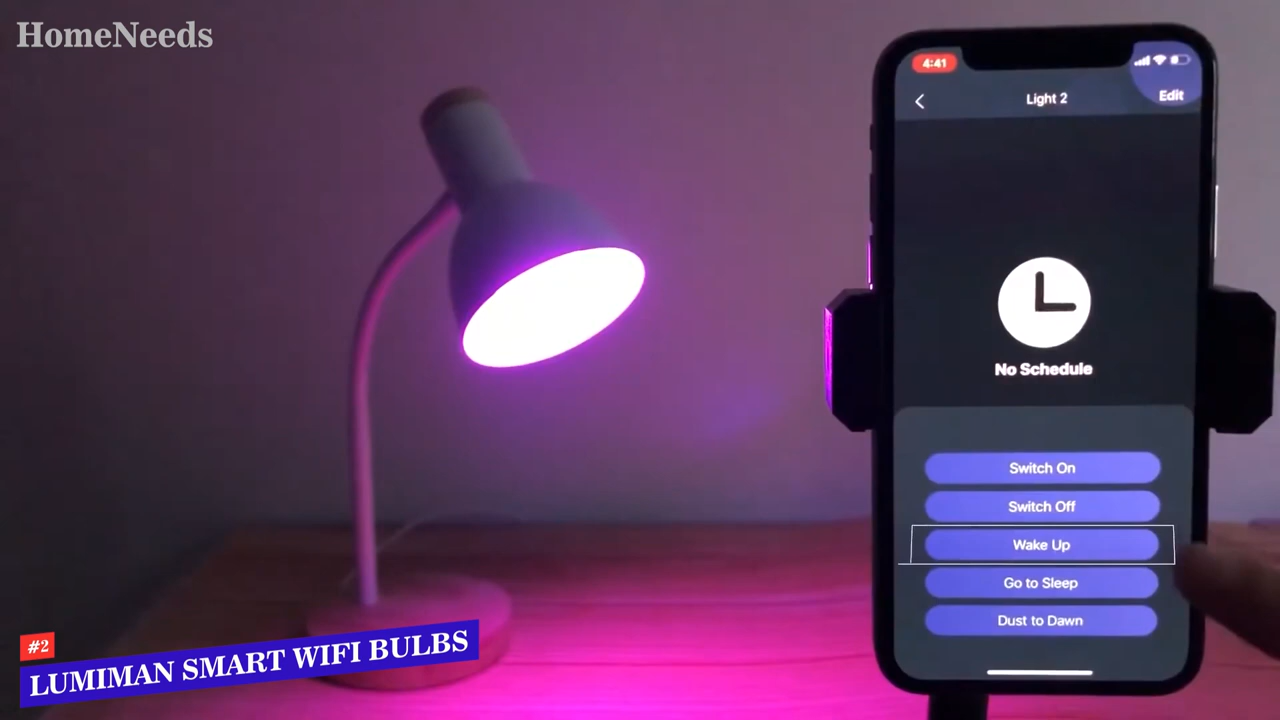 HomeNeeds
4:41
Light 2
Edit
No Schedule
Switch On
Switch Off
Wake Up
Go to Sleep
Dust to Dawn
#2
LUMIMAN SMART WIFI BULBS